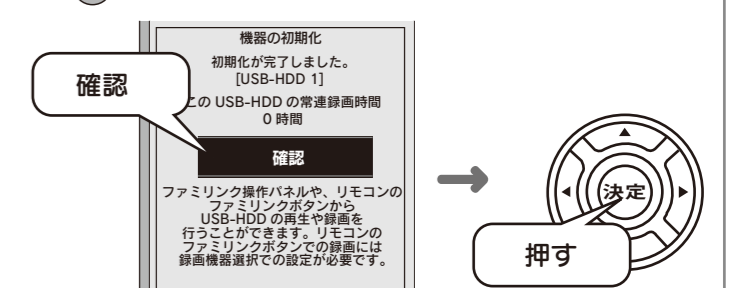 機器の初期化
初期化が完了しました。
[USB-HDD 1]
この USB-HDD の常連録画時間
0 時間
確認
確認
ファミリンク操作パネルや、リモコンの
ファミリンクボタンから
USB-HDD の再生や録画を
行うことができます。リモコンの
ファミリンクボタンでの録画には
録画機器選択での設定が必要です。
決定
押す